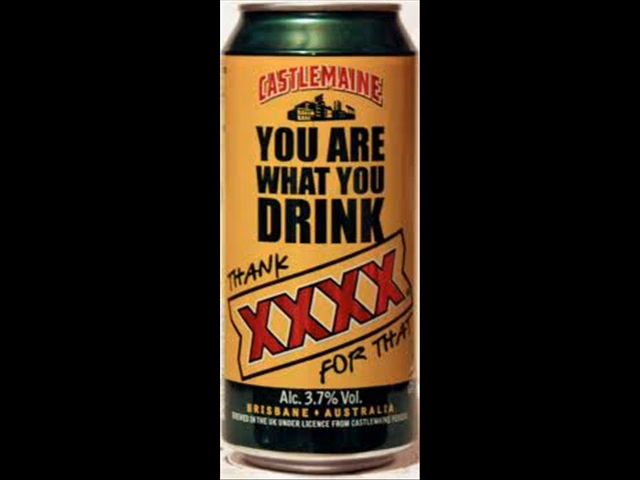 CASTLEMAINE
YOU ARE
WHAT YOU
DRINK
THANK
XXXX
FOR THAT
Alc. 3.7% Vol.
BRISBANE • AUSTRALIA
BREWED IN THE UK UNDER LICENCE FROM CASTLEMAINE